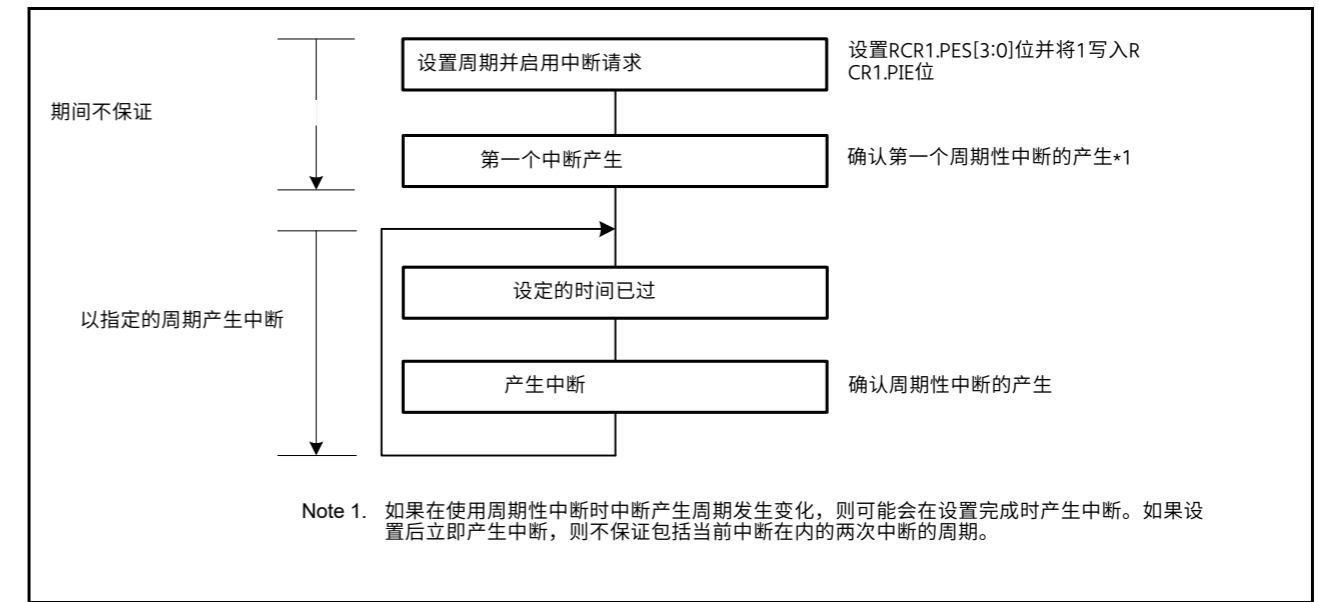 设置周期并启用中断请求
设置RCR1.PES[3:0]位并将1写入R
CR1.PIE位
期间不保证
第一个中断产生
确认第一个周期性中断的产生*1
设定的时间已过
以指定的周期产生中断
产生中断
确认周期性中断的产生
Note 1. 如果在使用周期性中断时中断产生周期发生变化，则可能会在设置完成时产生中断。如果设
置后立即产生中断，则不保证包括当前中断在内的两次中断的周期。